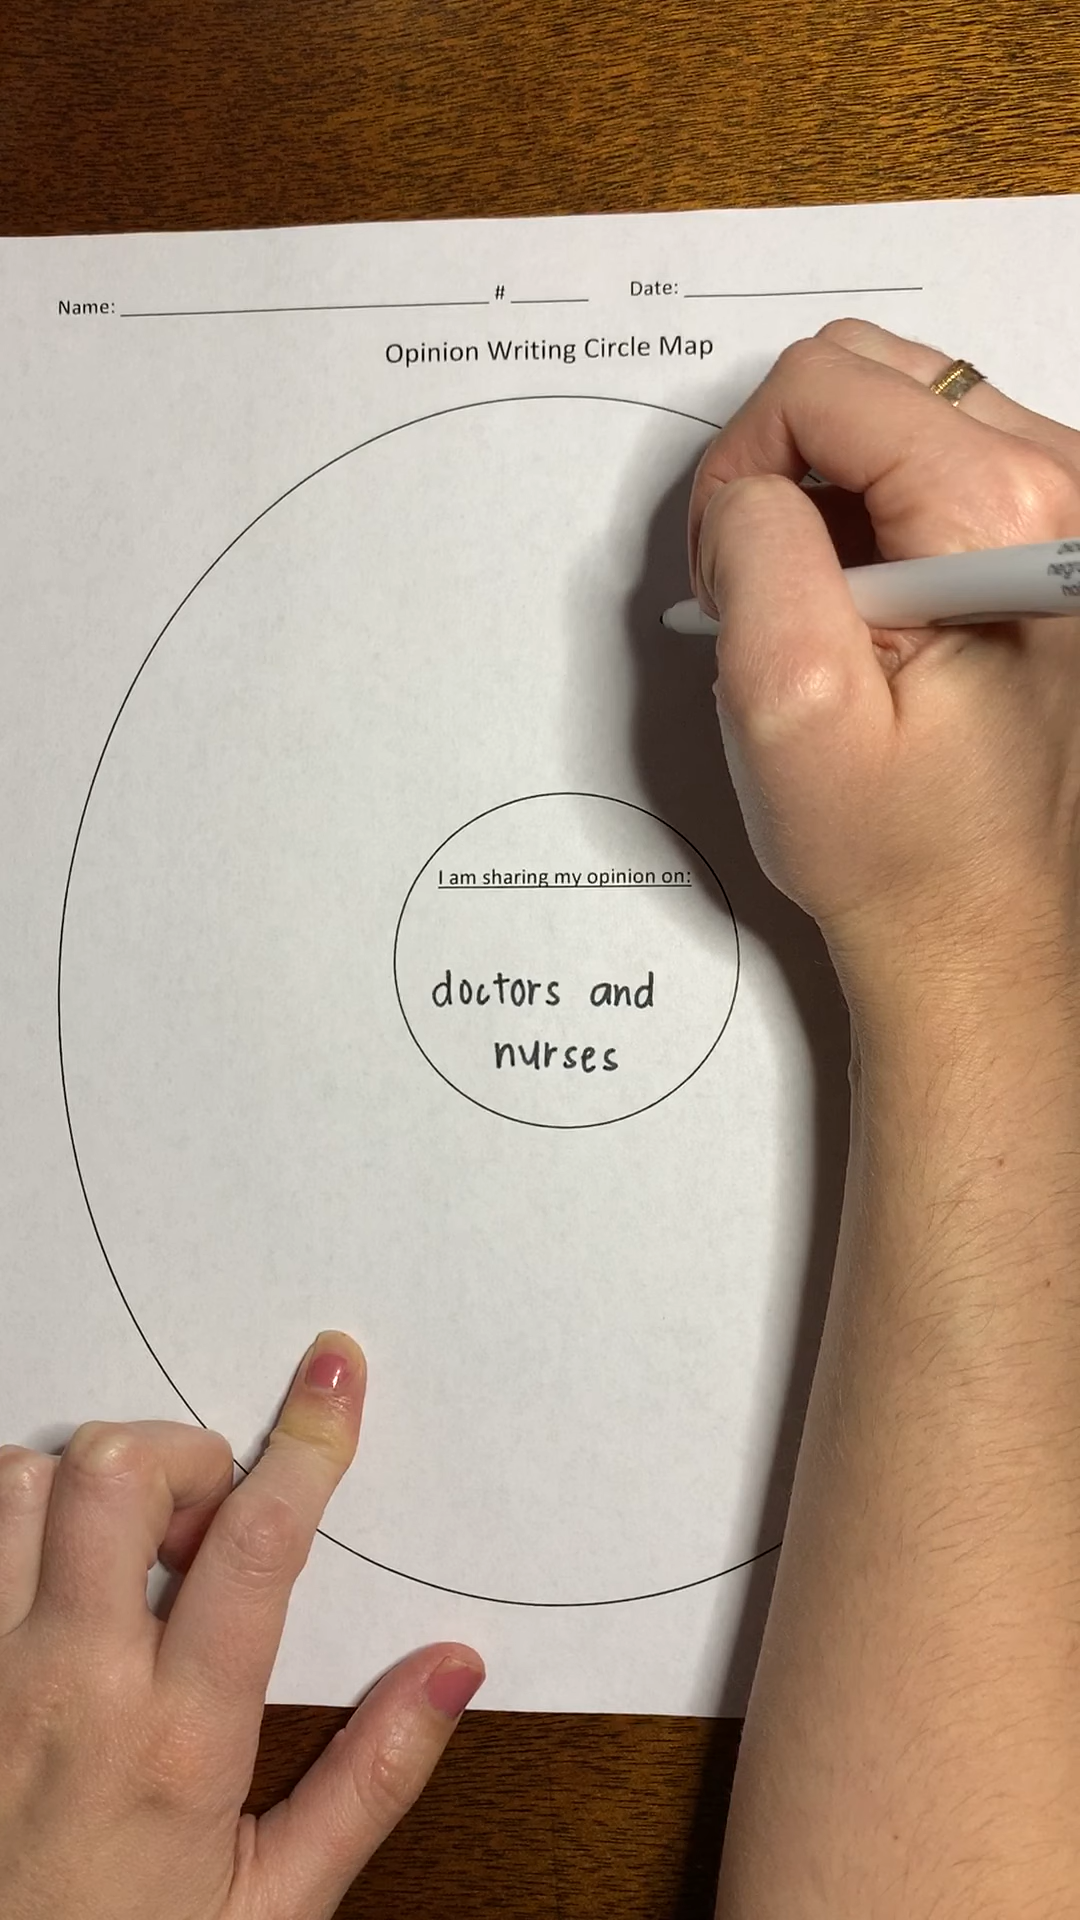 Name: # Date:
Opinion Writing Circle Map
I am sharing my opinion on:
doctors and
nurses